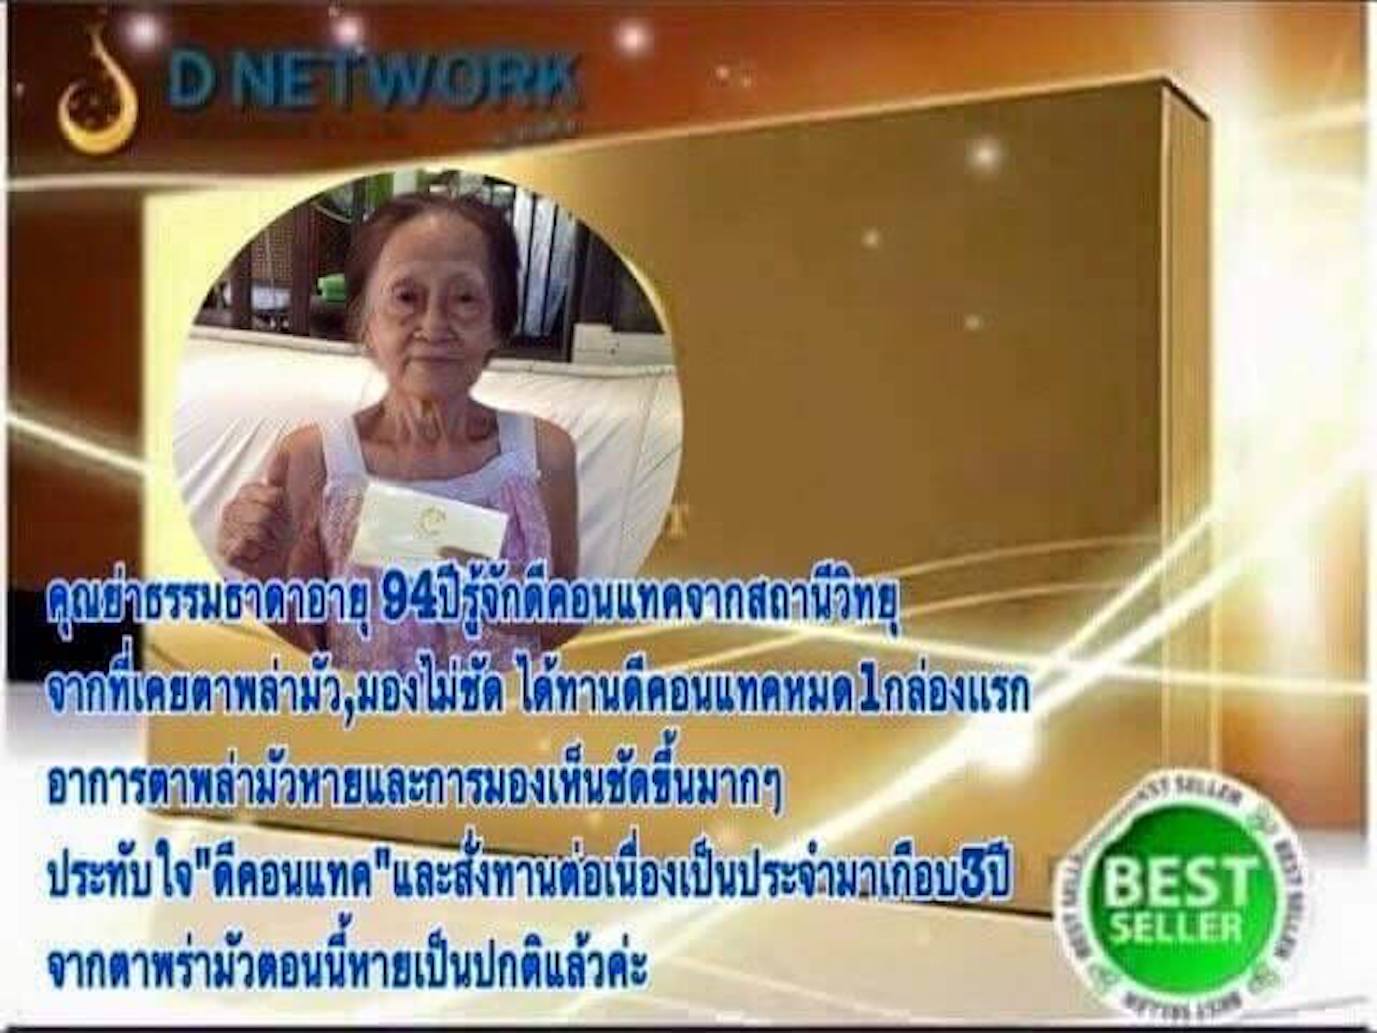 D NETWORK
คุณย่าธรรมธาดาอายุ 94ปีรู้จักดีคอนแทคจากสถานีวิทยุ
จากที่เคยตาพล่ามัว,มองไม่ชัด ได้ทานดีคอนแทคหมด1กล่องแรก
อาการตาพล่ามัวหายและการมองเห็นชัดขึ้นมากๆ
ประทับใจ"ดีคอนแทค"และสั่งทานต่อเนื่องเป็นประจำมาเกือบ3ปี
จากตาพร่ามัวตอนนี้หายเป็นปกติแล้วค่ะ
BEST SELLER
BEST SELLER
BEST
SELLER
BEST SELLER